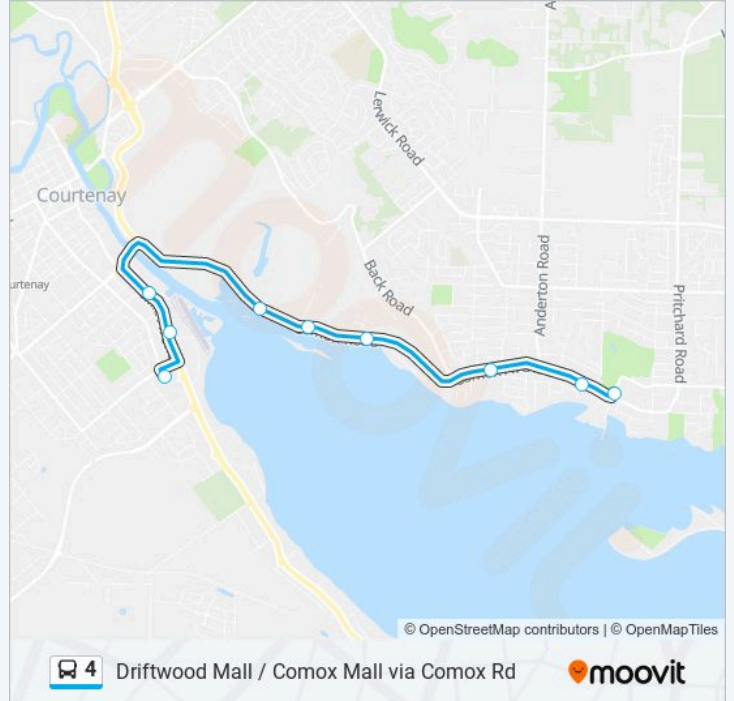 Lerwick Road
Courtenay
Back Road
Anderton Road
Pritchard Road
urtenay
© OpenStreetMap contributors | © OpenMapTiles
4 Driftwood Mall / Comox Mall via Comox Rd
moovit